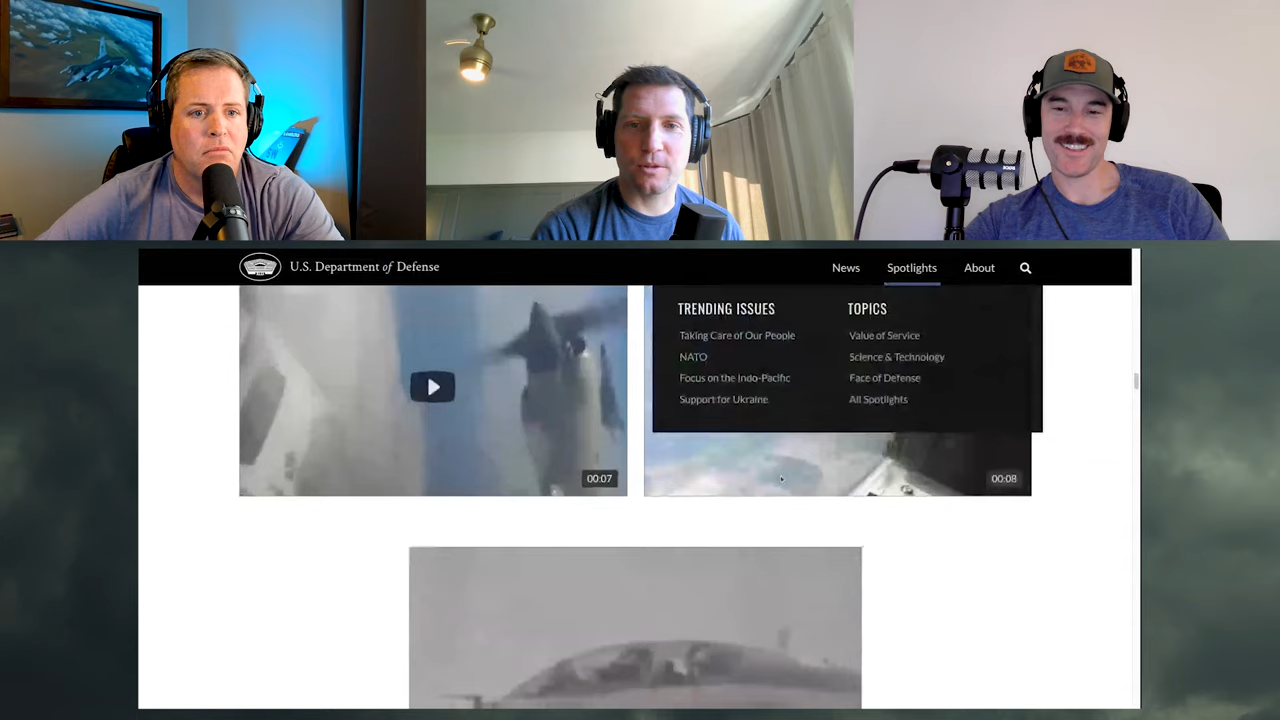 U.S. Department of Defense
News
Spotlights
About
TRENDING ISSUES
TOPICS
Taking Care of Our People
Value of Service
NATO
Science & Technology
Focus on the Indo-Pacific
Face of Defense
Support for Ukraine
All Spotlights
00:07
00:08